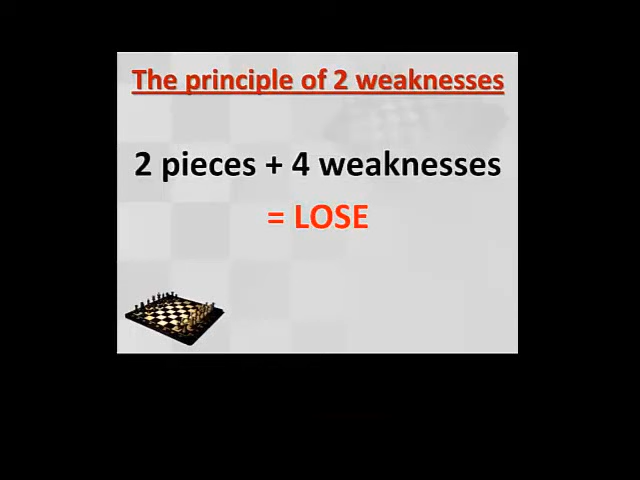 The principle of 2 weaknesses
2 pieces + 4 weaknesses
= LOSE